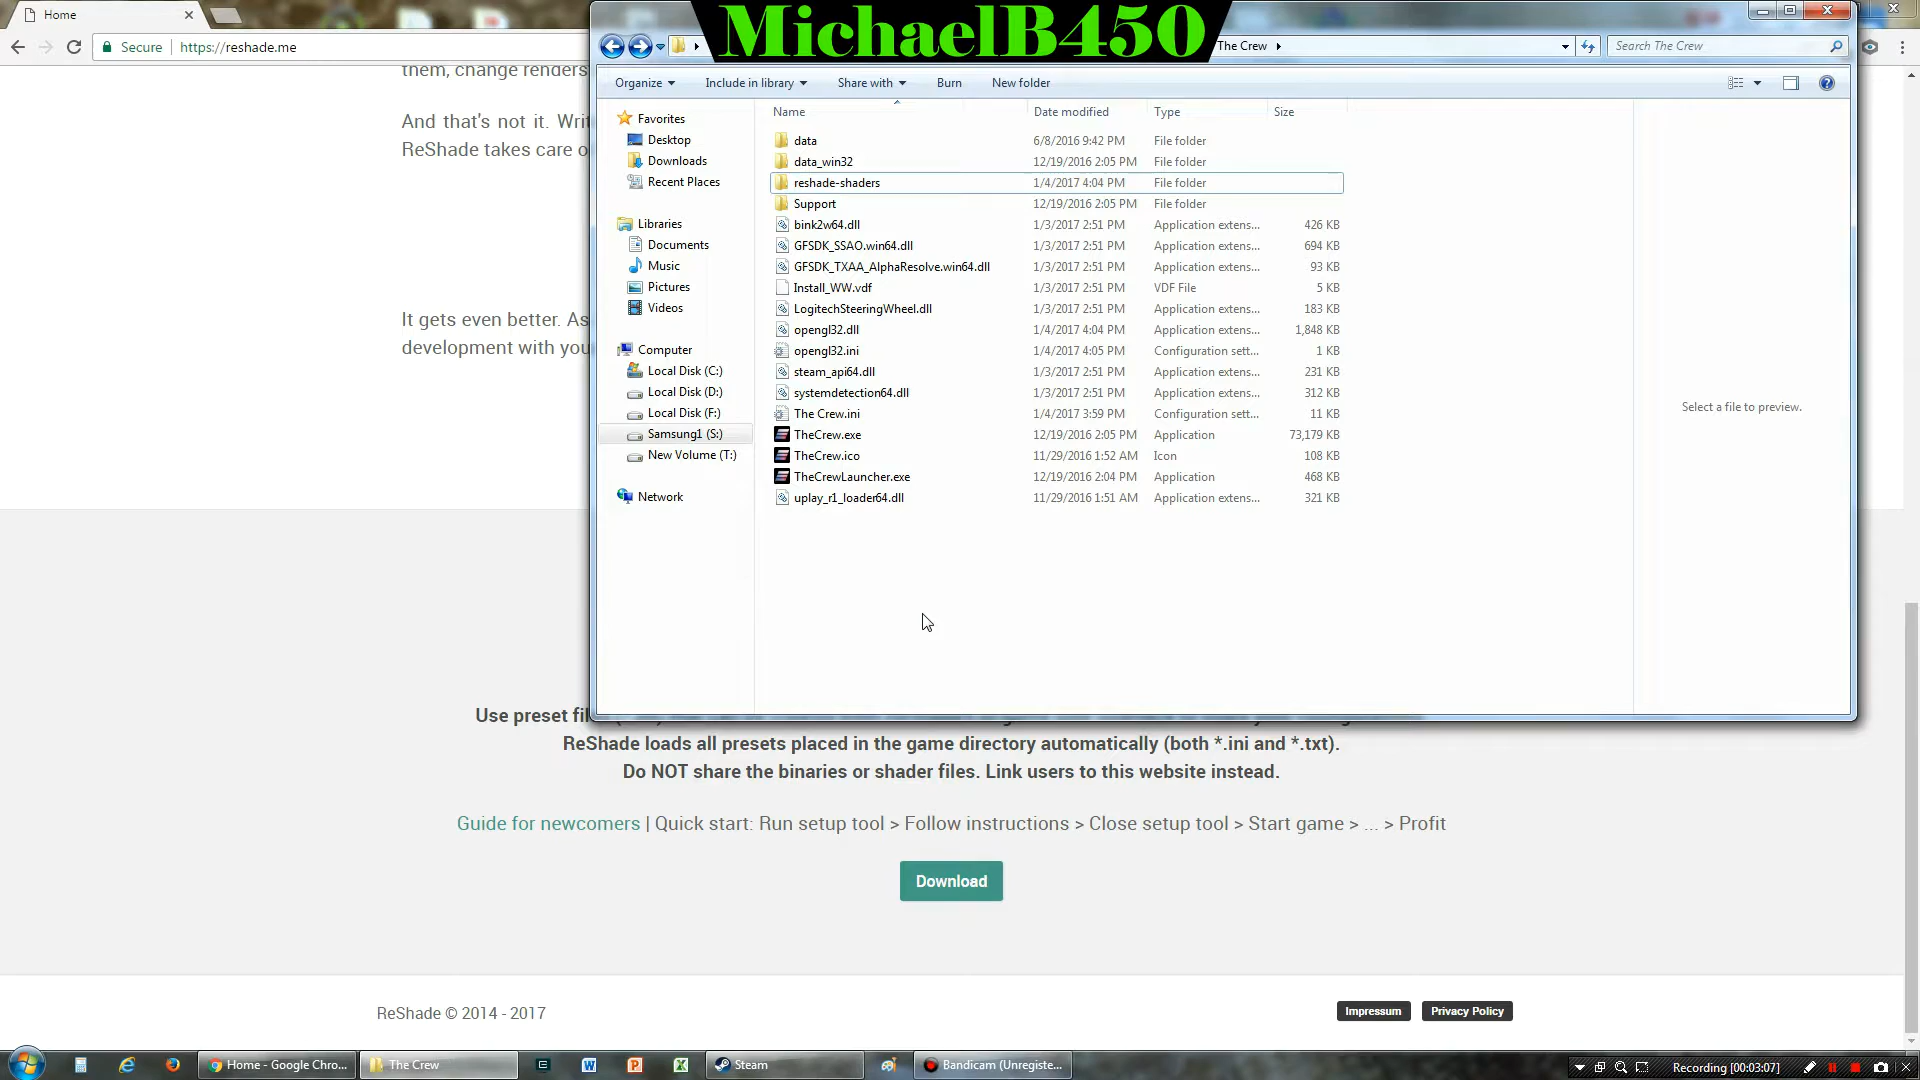 Home
MichaelB450
Secure
https://reshade.me
The Crew
Search The Crew
them, change renders
And that's not it. Writ
ReShade takes care o
It gets even better. As
development with you
Organize
Include in library
Share with
Burn
New folder
Name Date modified Type Size
Favorites
Desktop
Downloads
Recent Places
Libraries
Documents
Music
Pictures
Videos
Computer
Local Disk (C:)
Local Disk (D:)
Local Disk (F:)
Samsung1 (S:)
New Volume (T:)
Network
data 6/8/2016 9:42 PM File folder
data_win32 12/19/2016 2:05 PM File folder
reshade-shaders 1/4/2017 4:04 PM File folder
Support 12/19/2016 2:05 PM File folder
bink2w64.dll 1/3/2017 2:51 PM Application extens... 426 KB
GFSDK_SSAO.win64.dll 1/3/2017 2:51 PM Application extens... 694 KB
GFSDK_TXAA_AlphaResolve.win64.dll 1/3/2017 2:51 PM Application extens... 93 KB
Install_WW.vdf 1/3/2017 2:51 PM VDF File 5 KB
LogitechSteeringWheel.dll 1/3/2017 2:51 PM Application extens... 183 KB
opengl32.dll 1/4/2017 4:04 PM Application extens... 1,848 KB
opengl32.ini 1/4/2017 4:05 PM Configuration sett... 1 KB
steam_api64.dll 1/3/2017 2:51 PM Application extens... 231 KB
systemdetection64.dll 1/3/2017 2:51 PM Application extens... 312 KB
The Crew.ini 1/4/2017 3:59 PM Configuration sett... 11 KB
TheCrew.exe 12/19/2016 2:05 PM Application 73,179 KB
TheCrew.ico 11/29/2016 1:52 AM Icon 108 KB
TheCrewLauncher.exe 12/19/2016 2:04 PM Application 468 KB
uplay_r1_loader64.dll 11/29/2016 1:51 AM Application extens... 321 KB
Select a file to preview.
Use preset fil
ReShade loads all presets placed in the game directory automatically (both *.ini and *.txt).
Do NOT share the binaries or shader files. Link users to this website instead.
Guide for newcomers | Quick start: Run setup tool > Follow instructions > Close setup tool > Start game > ... > Profit
Download
ReShade © 2014 - 2017
Impressum
Privacy Policy
Home - Google Chro...
The Crew
Steam
Bandicam (Unregiste...
Recording [00:03:07]